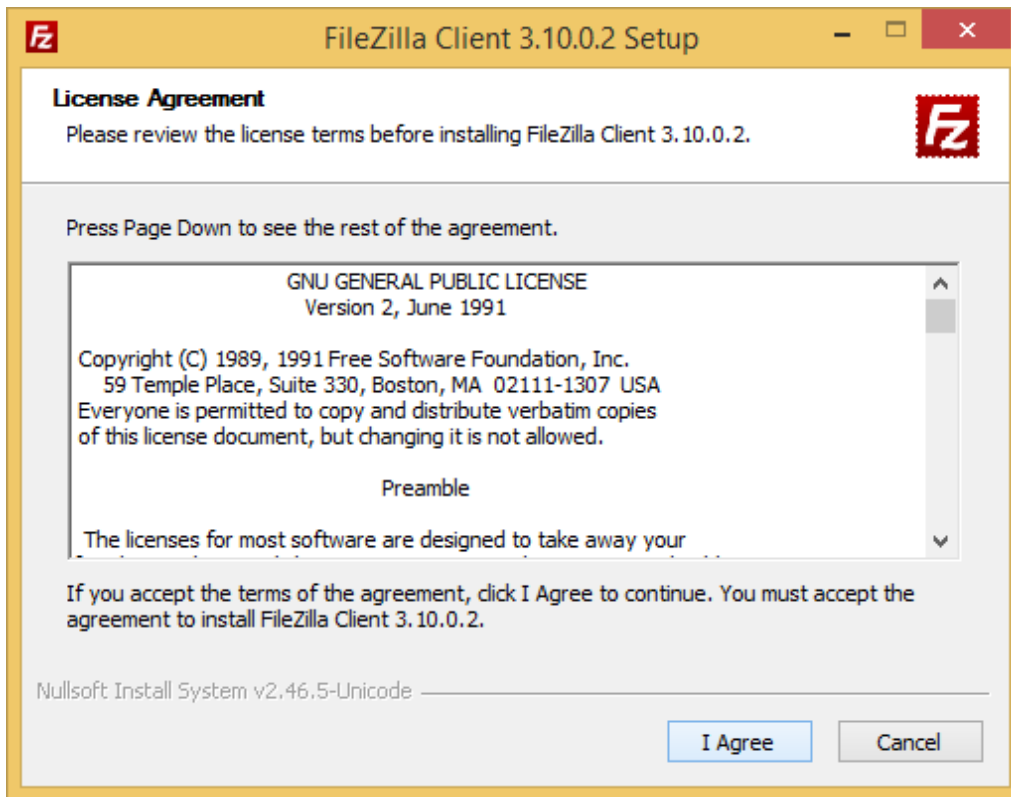 Fz
FileZilla Client 3.10.0.2 Setup
License Agreement
Please review the license terms before installing FileZilla Client 3.10.0.2.
Fz
Press Page Down to see the rest of the agreement.
GNU GENERAL PUBLIC LICENSE
Version 2, June 1991
Copyright (C) 1989, 1991 Free Software Foundation, Inc.
59 Temple Place, Suite 330, Boston, MA 02111-1307 USA
Everyone is permitted to copy and distribute verbatim copies
of this license document, but changing it is not allowed.
Preamble
The licenses for most software are designed to take away your
If you accept the terms of the agreement, click I Agree to continue. You must accept the
agreement to install FileZilla Client 3.10.0.2.
Nullsoft Install System v2.46.5-Unicode
I Agree
Cancel